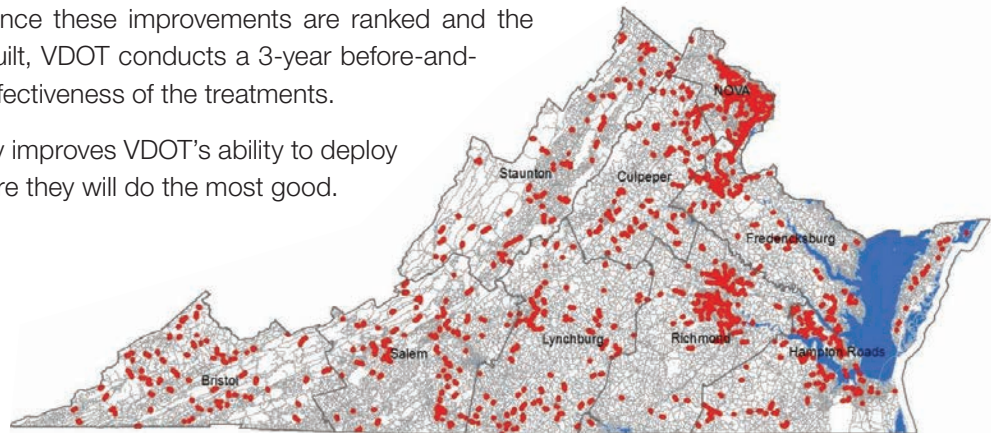 nce these improvements are ranked and the
uilt, VDOT conducts a 3-year before-and-
ffectiveness of the treatments.
y improves VDOT's ability to deploy
re they will do the most good.
NOVA
Staunton
Culpeper
Fredericksburg
Lynchburg
Richmond
Hampton Roads
Salem
Bristol